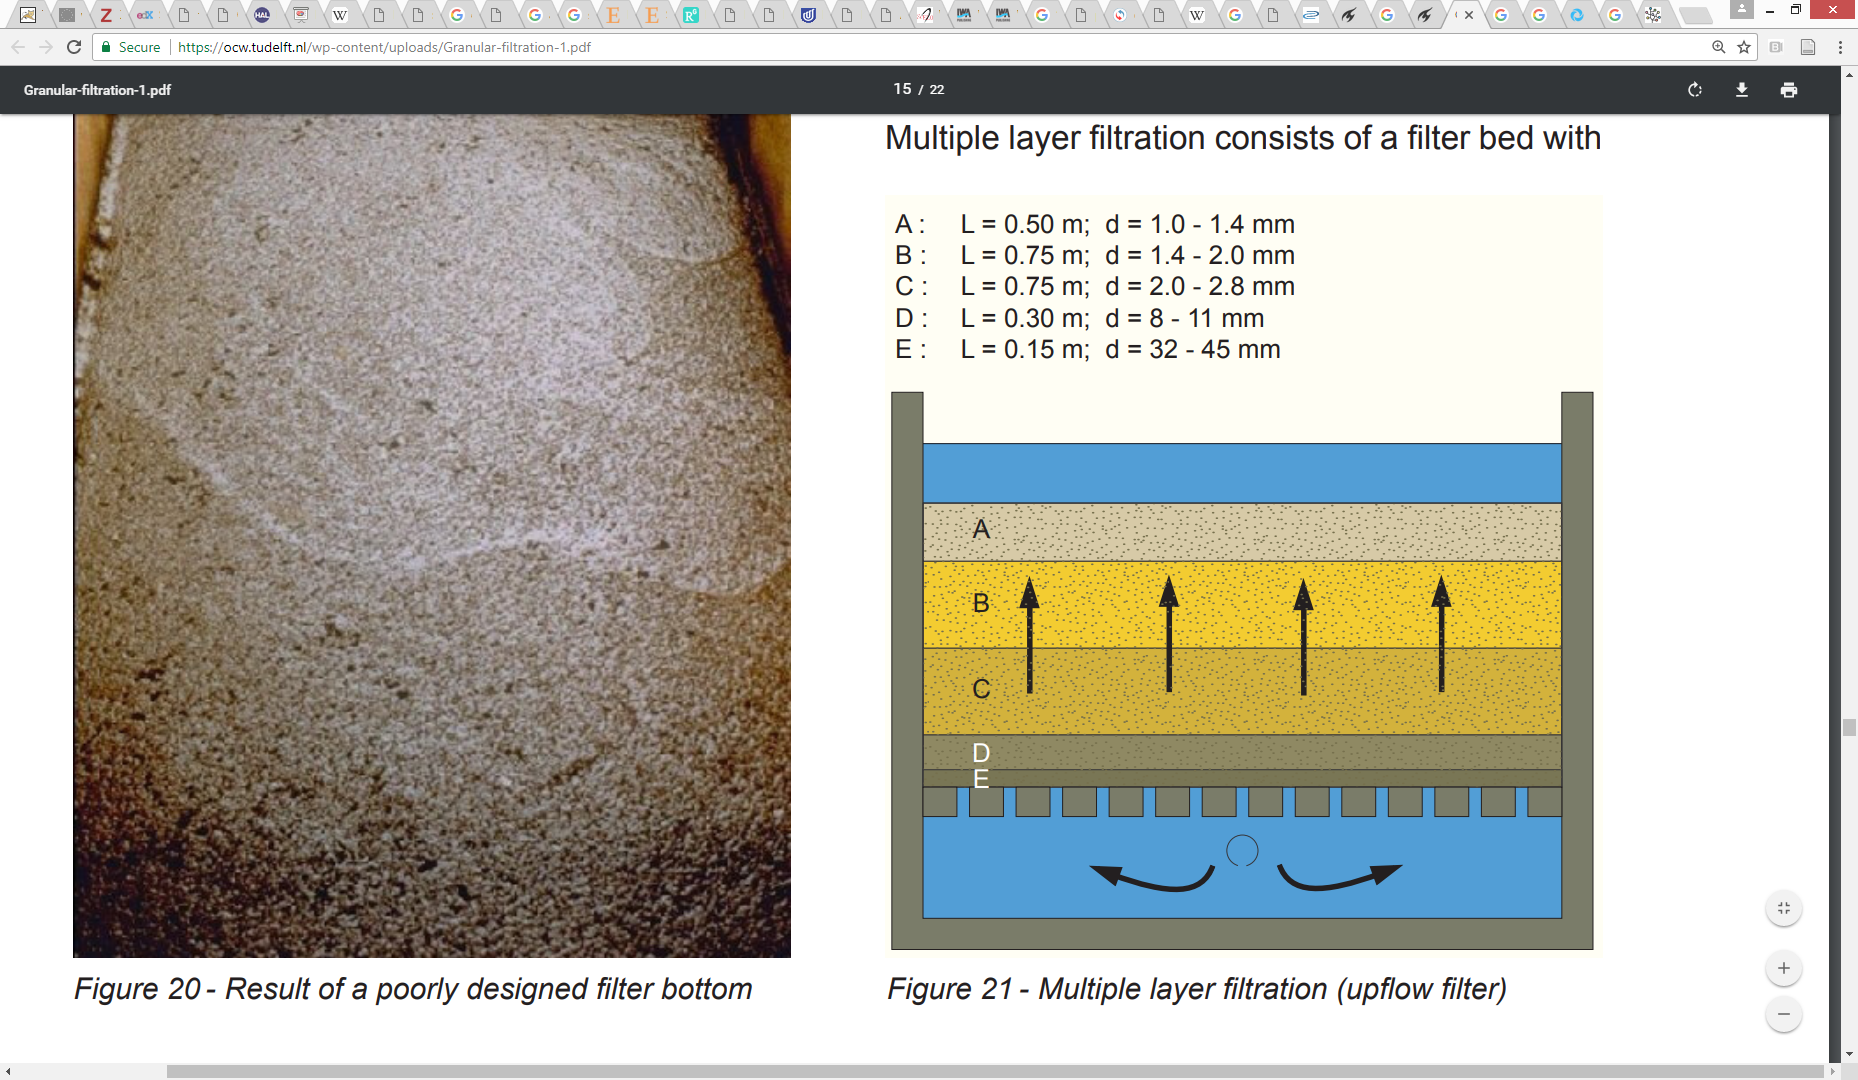 Secure
https://ocw.tudelft.nl/wp-content/uploads/Granular-filtration-1.pdf
Granular-filtration-1.pdf
15 / 22
Multiple layer filtration consists of a filter bed with
A : L = 0.50 m; d = 1.0 - 1.4 mm
B : L = 0.75 m; d = 1.4 - 2.0 mm
C : L = 0.75 m; d = 2.0 - 2.8 mm
D : L = 0.30 m; d = 8 - 11 mm
E : L = 0.15 m; d = 32 - 45 mm
A
B
C
D
E
Figure 20 - Result of a poorly designed filter bottom
Figure 21 - Multiple layer filtration (upflow filter)